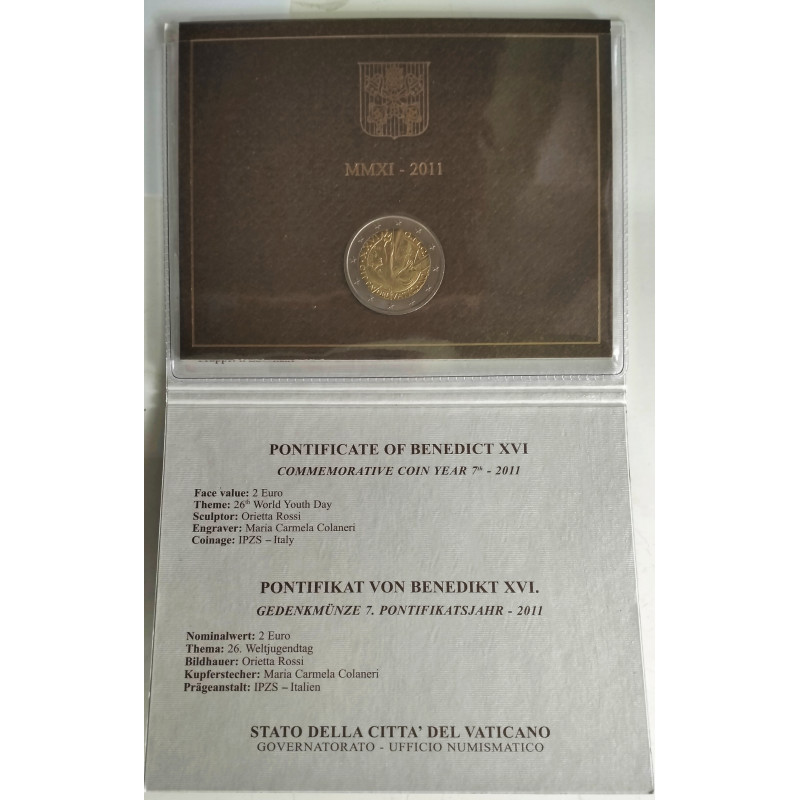 MMXI - 2011
PONTIFICATE OF BENEDICT XVI
COMMEMORATIVE COIN YEAR 7th - 2011
Face value: 2 Euro
Theme: 26th World Youth Day
Sculptor: Orietta Rossi
Engraver: Maria Carmela Colaneri
Coinage: IPZS – Italy
PONTIFIKAT VON BENEDIKT XVI.
GEDENKMÜNZE 7. PONTIFIKATSJAHR - 2011
Nominalwert: 2 Euro
Thema: 26. Weltjugendtag
Bildhauer: Orietta Rossi
Kupferstecher: Maria Carmela Colaneri
Prägeanstalt: IPZS – Italien
STATO DELLA CITTA' DEL VATICANO
GOVERNATORATO - UFFICIO NUMISMATICO